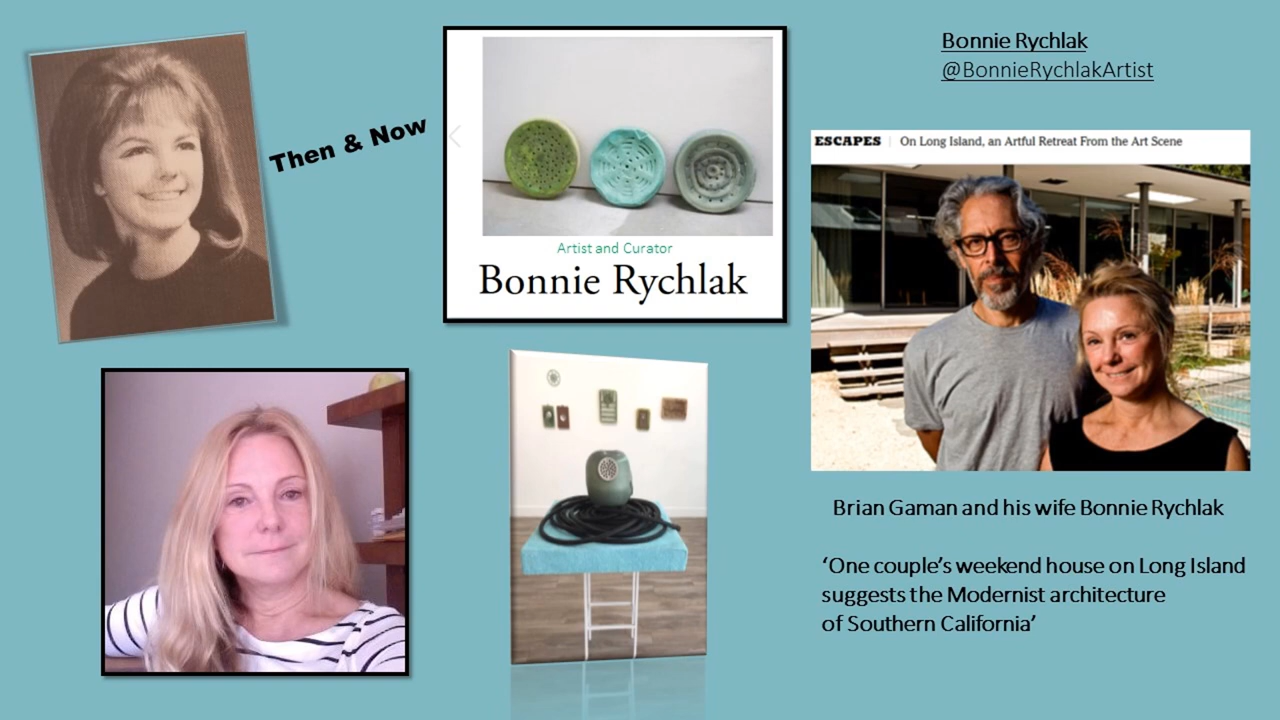 Then & Now
Artist and Curator
Bonnie Rychlak
Bonnie Rychlak
@BonnieRychlakArtist
ESCAPES | On Long Island, an Artful Retreat From the Art Scene
Brian Gaman and his wife Bonnie Rychlak
‘One couple’s weekend house on Long Island
suggests the Modernist architecture
of Southern California’